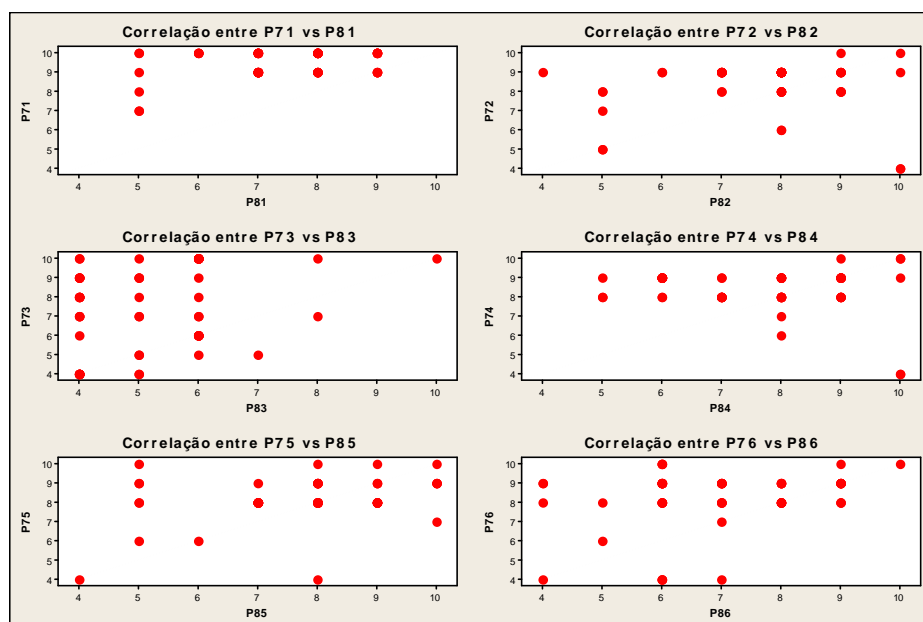 Correlação entre P71 vs P81
10
9
8
7
6
5
4
P71
4 5 6 7 8 9 10
P81
Correlação entre P72 vs P82
10
9
8
7
6
5
4
P72
4 5 6 7 8 9 10
P82
Correlação entre P73 vs P83
10
9
8
7
6
5
4
P73
4 5 6 7 8 9 10
P83
Correlação entre P74 vs P84
10
9
8
7
6
5
4
P74
4 5 6 7 8 9 10
P84
Correlação entre P75 vs P85
10
9
8
7
6
5
4
P75
4 5 6 7 8 9 10
P85
Correlação entre P76 vs P86
10
9
8
7
6
5
4
P76
4 5 6 7 8 9 10
P86